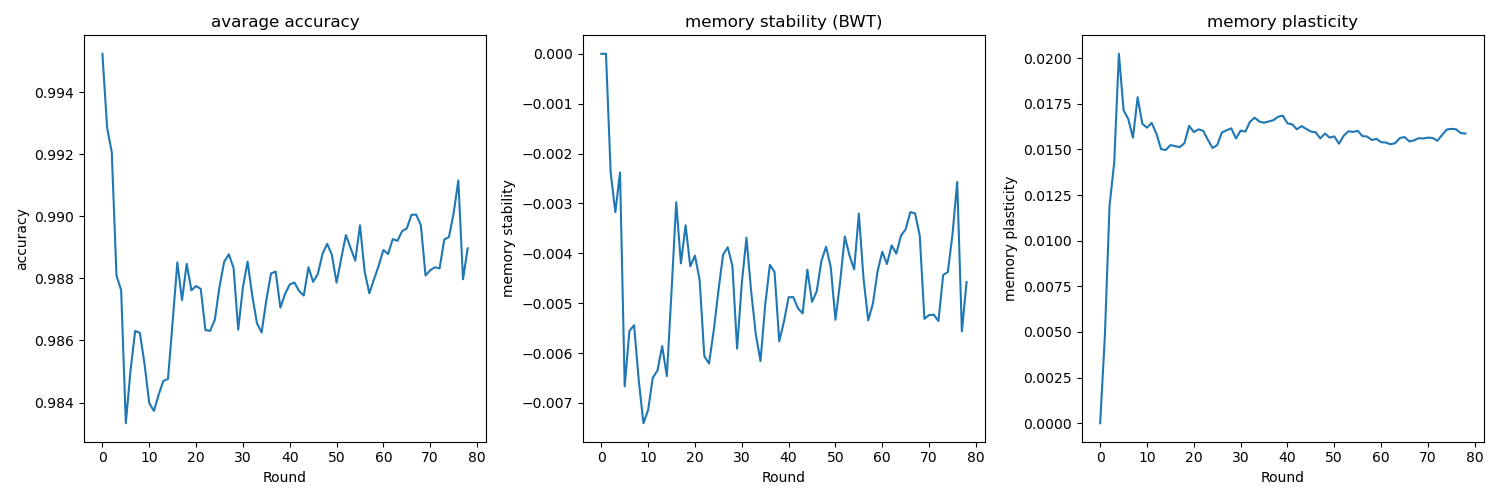 avarage accuracy
accuracy
0.994
0.992
0.990
0.988
0.986
0.984
0 10 20 30 40 50 60 70 80
Round
memory stability (BWT)
memory stability
0.000
−0.001
−0.002
−0.003
−0.004
−0.005
−0.006
−0.007
0 10 20 30 40 50 60 70 80
Round
memory plasticity
memory plasticity
0.0200
0.0175
0.0150
0.0125
0.0100
0.0075
0.0050
0.0025
0.0000
0 10 20 30 40 50 60 70 80
Round